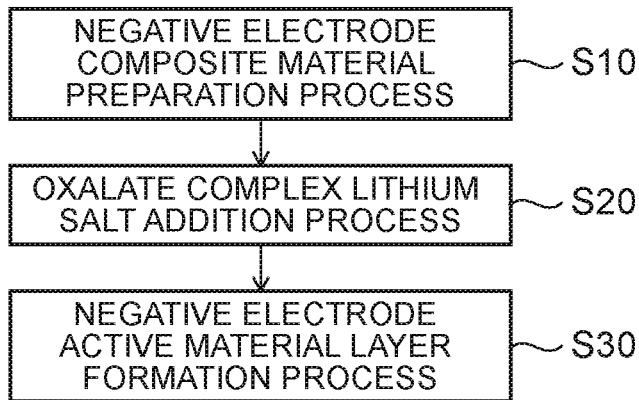 NEGATIVE ELECTRODE
COMPOSITE MATERIAL
PREPARATION PROCESS
S10
OXALATE COMPLEX LITHIUM
SALT ADDITION PROCESS
S20
NEGATIVE ELECTRODE
ACTIVE MATERIAL LAYER
FORMATION PROCESS
S30